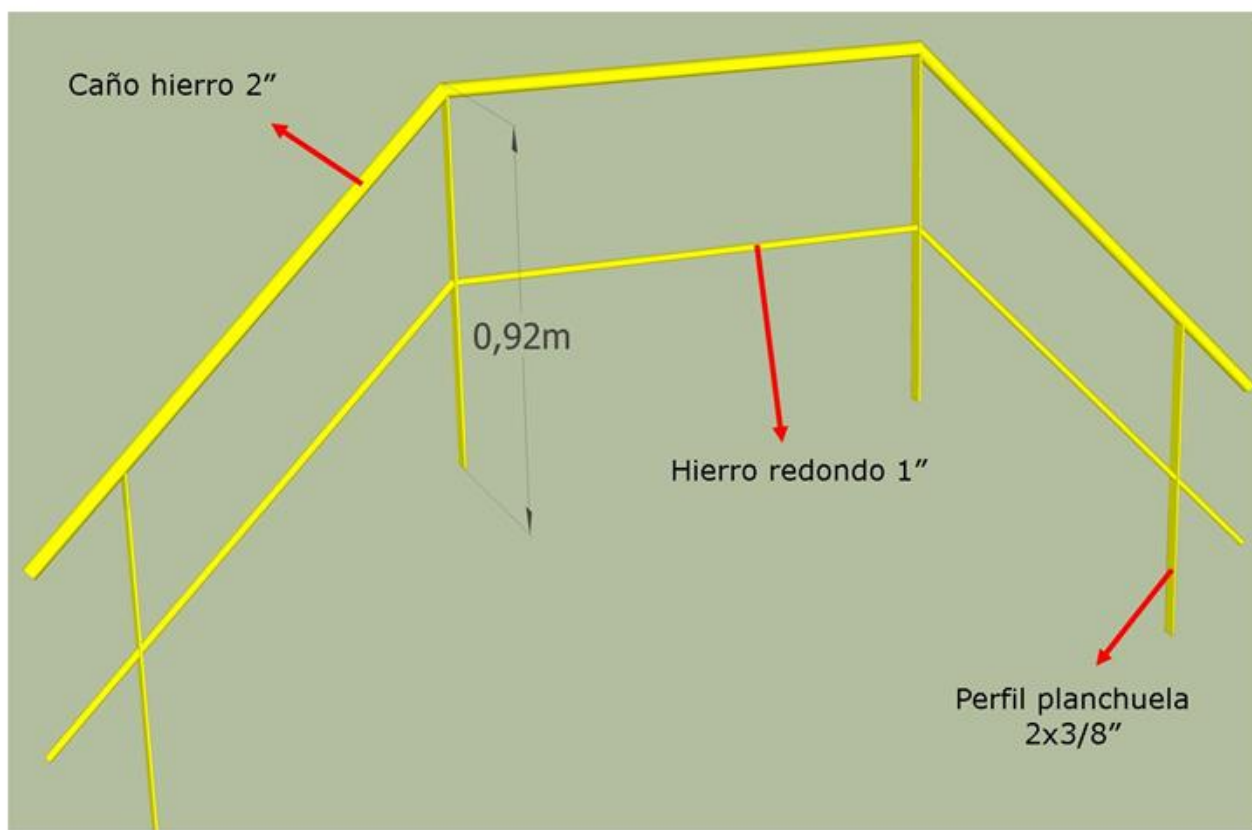 Caño hierro 2”
0,92m
Hierro redondo 1”
Perfil planchuela
2x3/8”